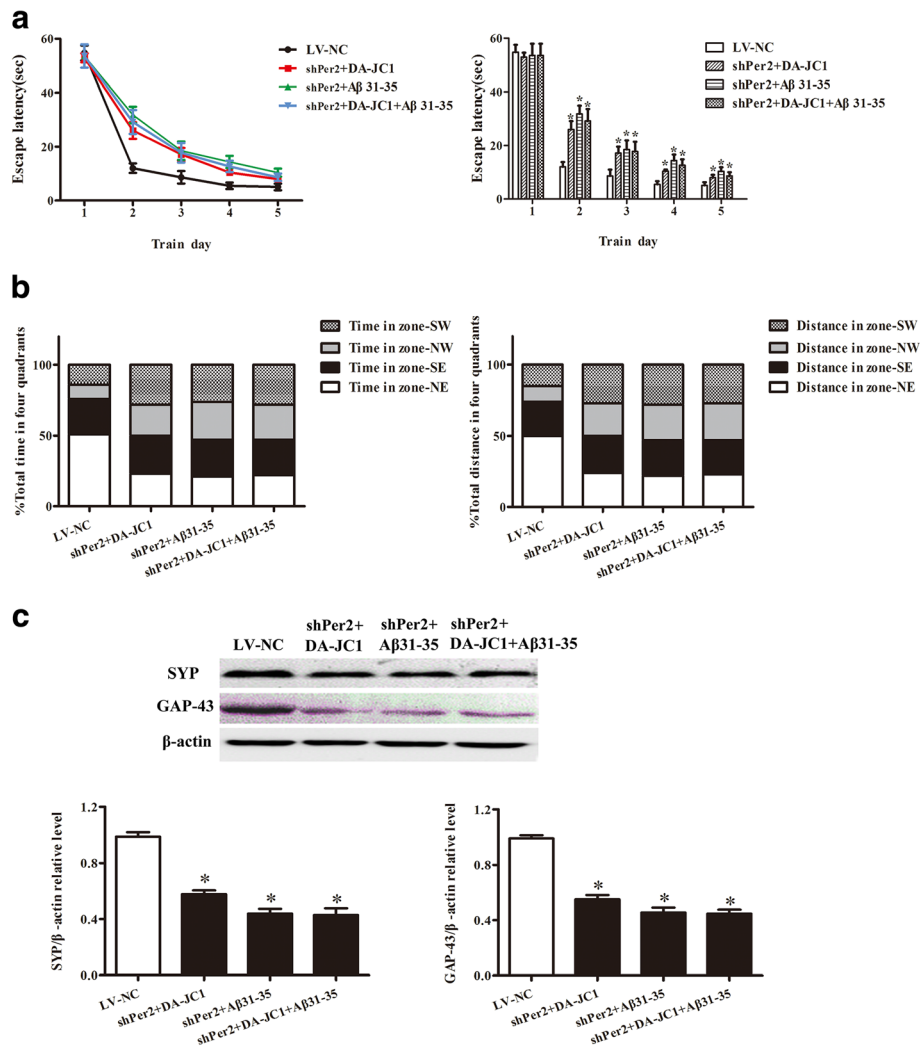 a
Escape latency(sec)
60
40
20
0
1 2 3 4 5
Train day
LV-NC
shPer2+DA-JC1
shPer2+Aβ 31-35
shPer2+DA-JC1+Aβ 31-35
Escape latency(sec)
60
40
20
0
* * *
* * *
* * *
* * *
1 2 3 4 5
Train day
LV-NC
shPer2+DA-JC1
shPer2+Aβ 31-35
shPer2+DA-JC1+Aβ 31-35
b
%Total time in four quadrants
100
50
0
LV-NC
shPer2+DA-JC1
shPer2+Aβ31-35
shPer2+DA-JC1+Aβ31-35
Time in zone-SW
Time in zone-NW
Time in zone-SE
Time in zone-NE
%Total distance in four quadrants
100
50
0
LV-NC
shPer2+DA-JC1
shPer2+Aβ31-35
shPer2+DA-JC1+Aβ31-35
Distance in zone-SW
Distance in zone-NW
Distance in zone-SE
Distance in zone-NE
c
LV-NC
shPer2+
DA-JC1
shPer2+
Aβ31-35
shPer2+
DA-JC1+Aβ31-35
SYP
GAP-43
β-actin
SYP/β -actin relative level
1.2
0.8
0.4
0.0
* * *
LV-NC
shPer2+DA-JC1
shPer2+Aβ31-35
shPer2+DA-JC1+Aβ31-35
GAP-43/β -actin relative level
1.2
0.8
0.4
0.0
* * *
LV-NC
shPer2+DA-JC1
shPer2+Aβ31-35
shPer2+DA-JC1+Aβ31-35